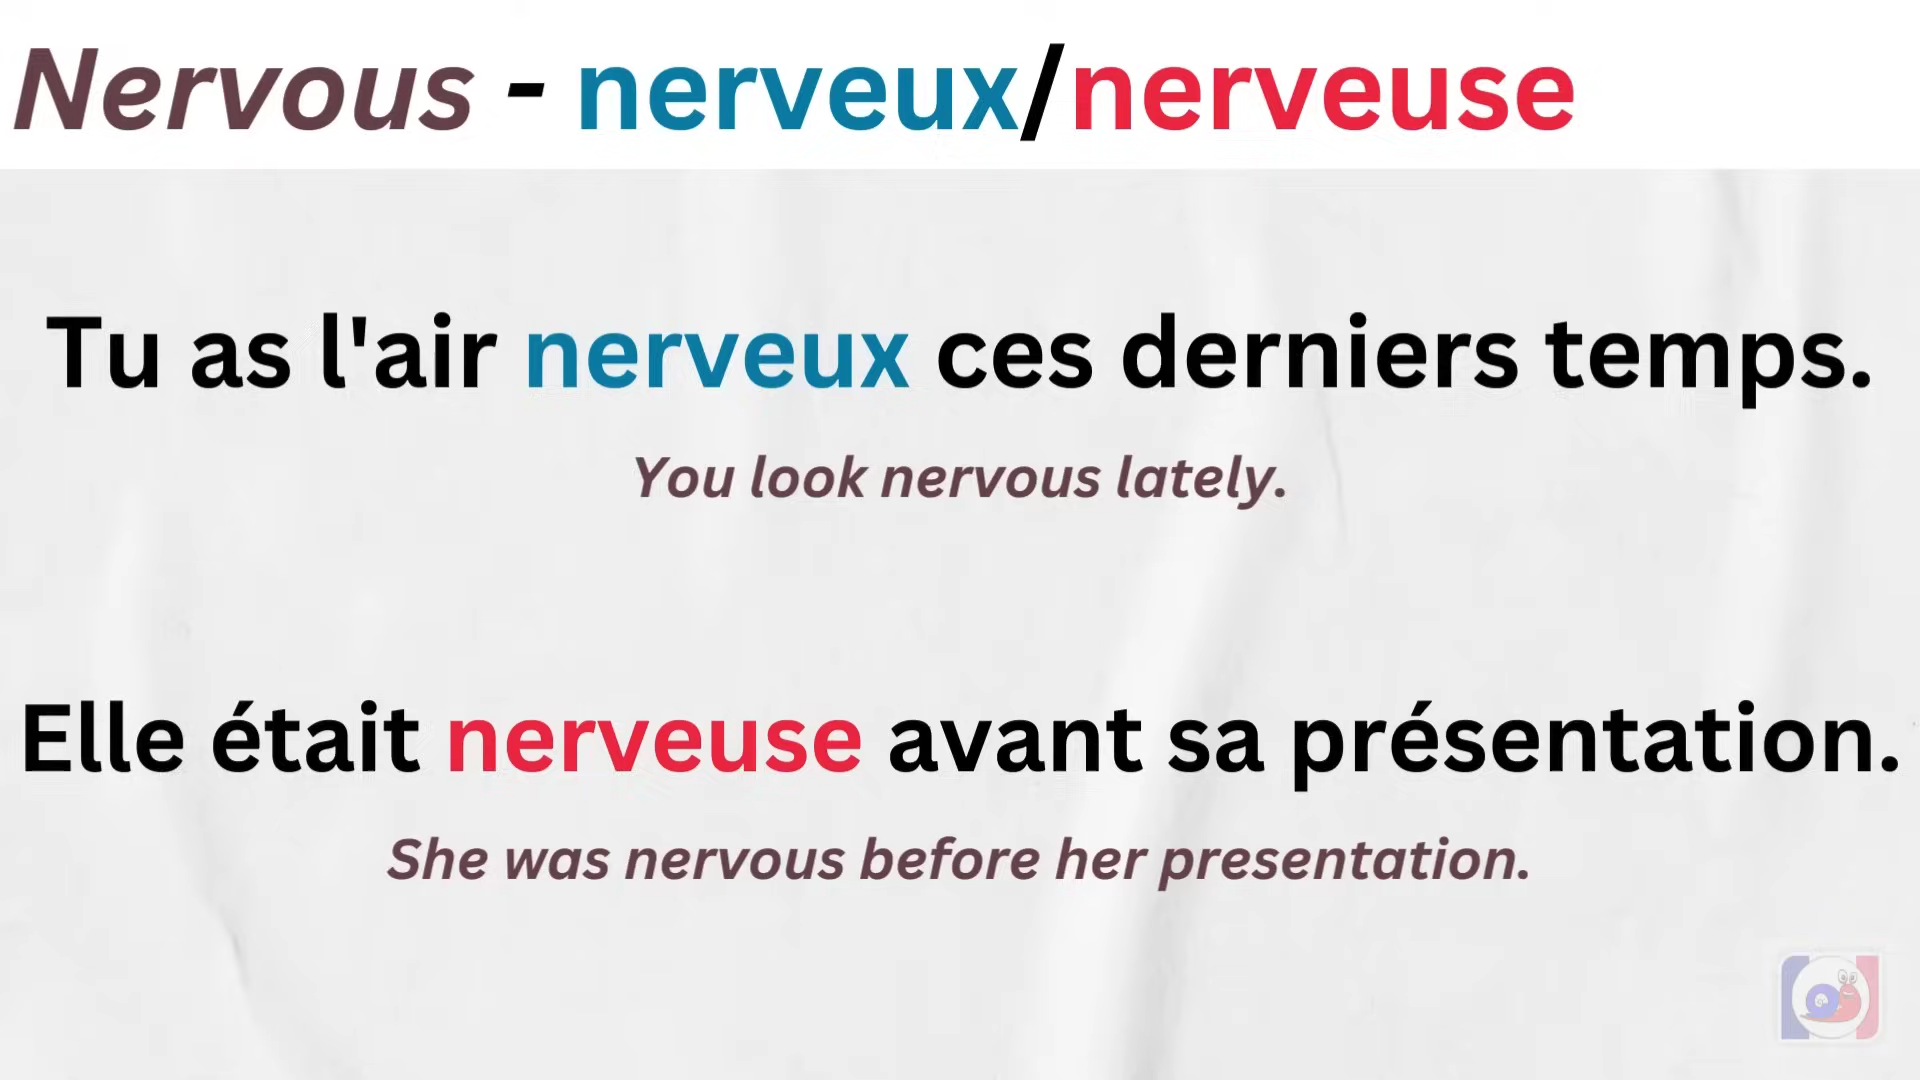 Nervous - nerveux/nerveuse
Tu as l'air nerveux ces derniers temps.
You look nervous lately.
Elle était nerveuse avant sa présentation.
She was nervous before her presentation.